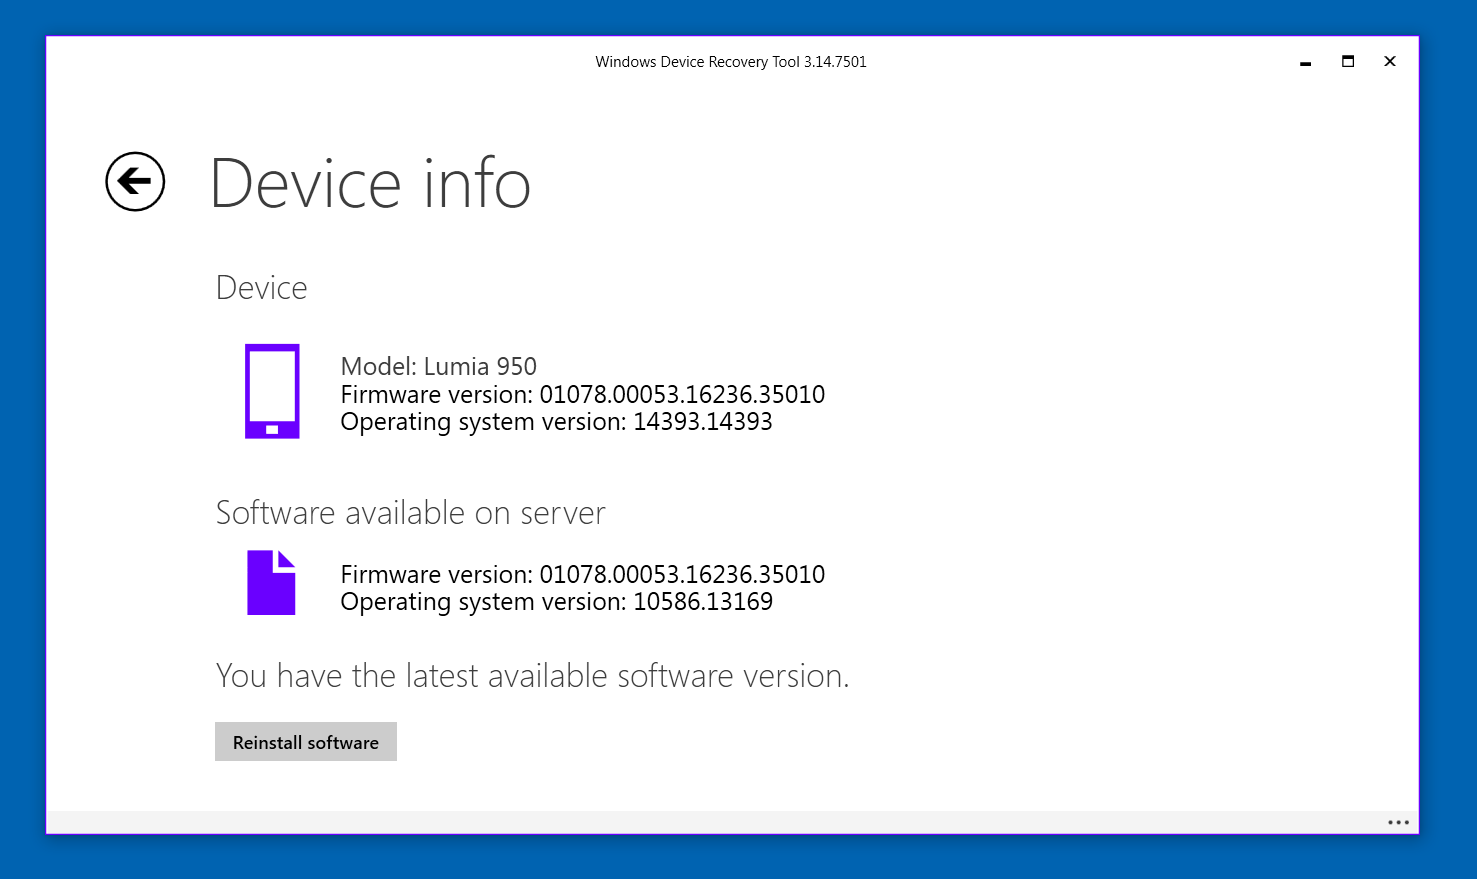 Windows Device Recovery Tool 3.14.7501
Device info
Device
Model: Lumia 950
Firmware version: 01078.00053.16236.35010
Operating system version: 14393.14393
Software available on server
Firmware version: 01078.00053.16236.35010
Operating system version: 10586.13169
You have the latest available software version.
Reinstall software